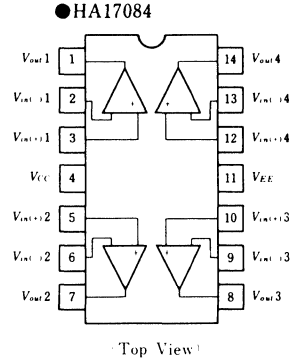 ●HA17084
Vout1 1 14 Vout4
Vin(-)1 2 13 Vin(-)4
Vin(+)1 3 12 Vin(+)4
VCC 4 11 VEE
Vin(+)2 5 10 Vin(+)3
Vin(-)2 6 9 Vin(-)3
Vout2 7 8 Vout3
(Top View)